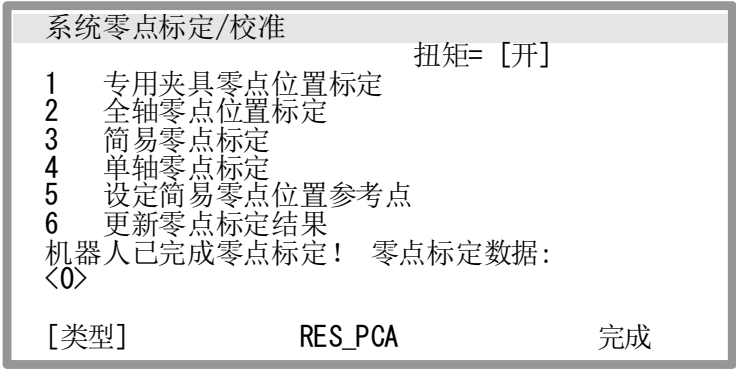 系统零点标定/校准
扭矩= [开]
1 专用夹具零点位置标定
2 全轴零点位置标定
3 简易零点标定
4 单轴零点标定
5 设定简易零点位置参考点
6 更新零点标定结果
机器人已完成零点标定! 零点标定数据:
<0>
[类型] RES_PCA 完成